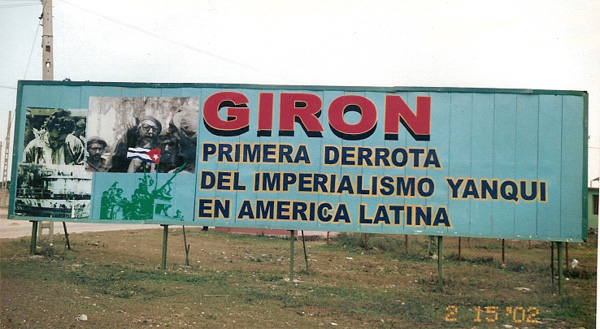 GIRON
PRIMERA DERROTA
DEL IMPERIALISMO YANQUI
EN AMERICA LATINA
2 15 '02